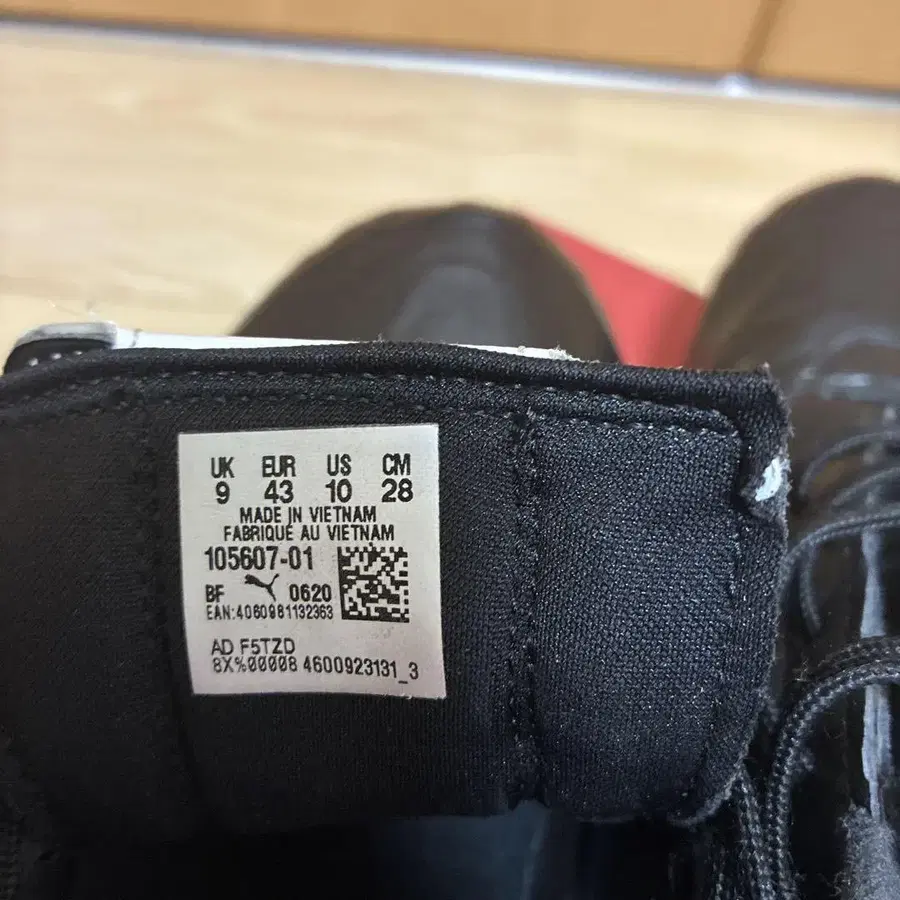 UK EUR US CM
9 43 10 28
MADE IN VIETNAM
FABRIQUÉ AU VIETNAM
105607-01
BF 0620
EAN:4060981132363
AD F5TZD
8X%00008 4600923131_3